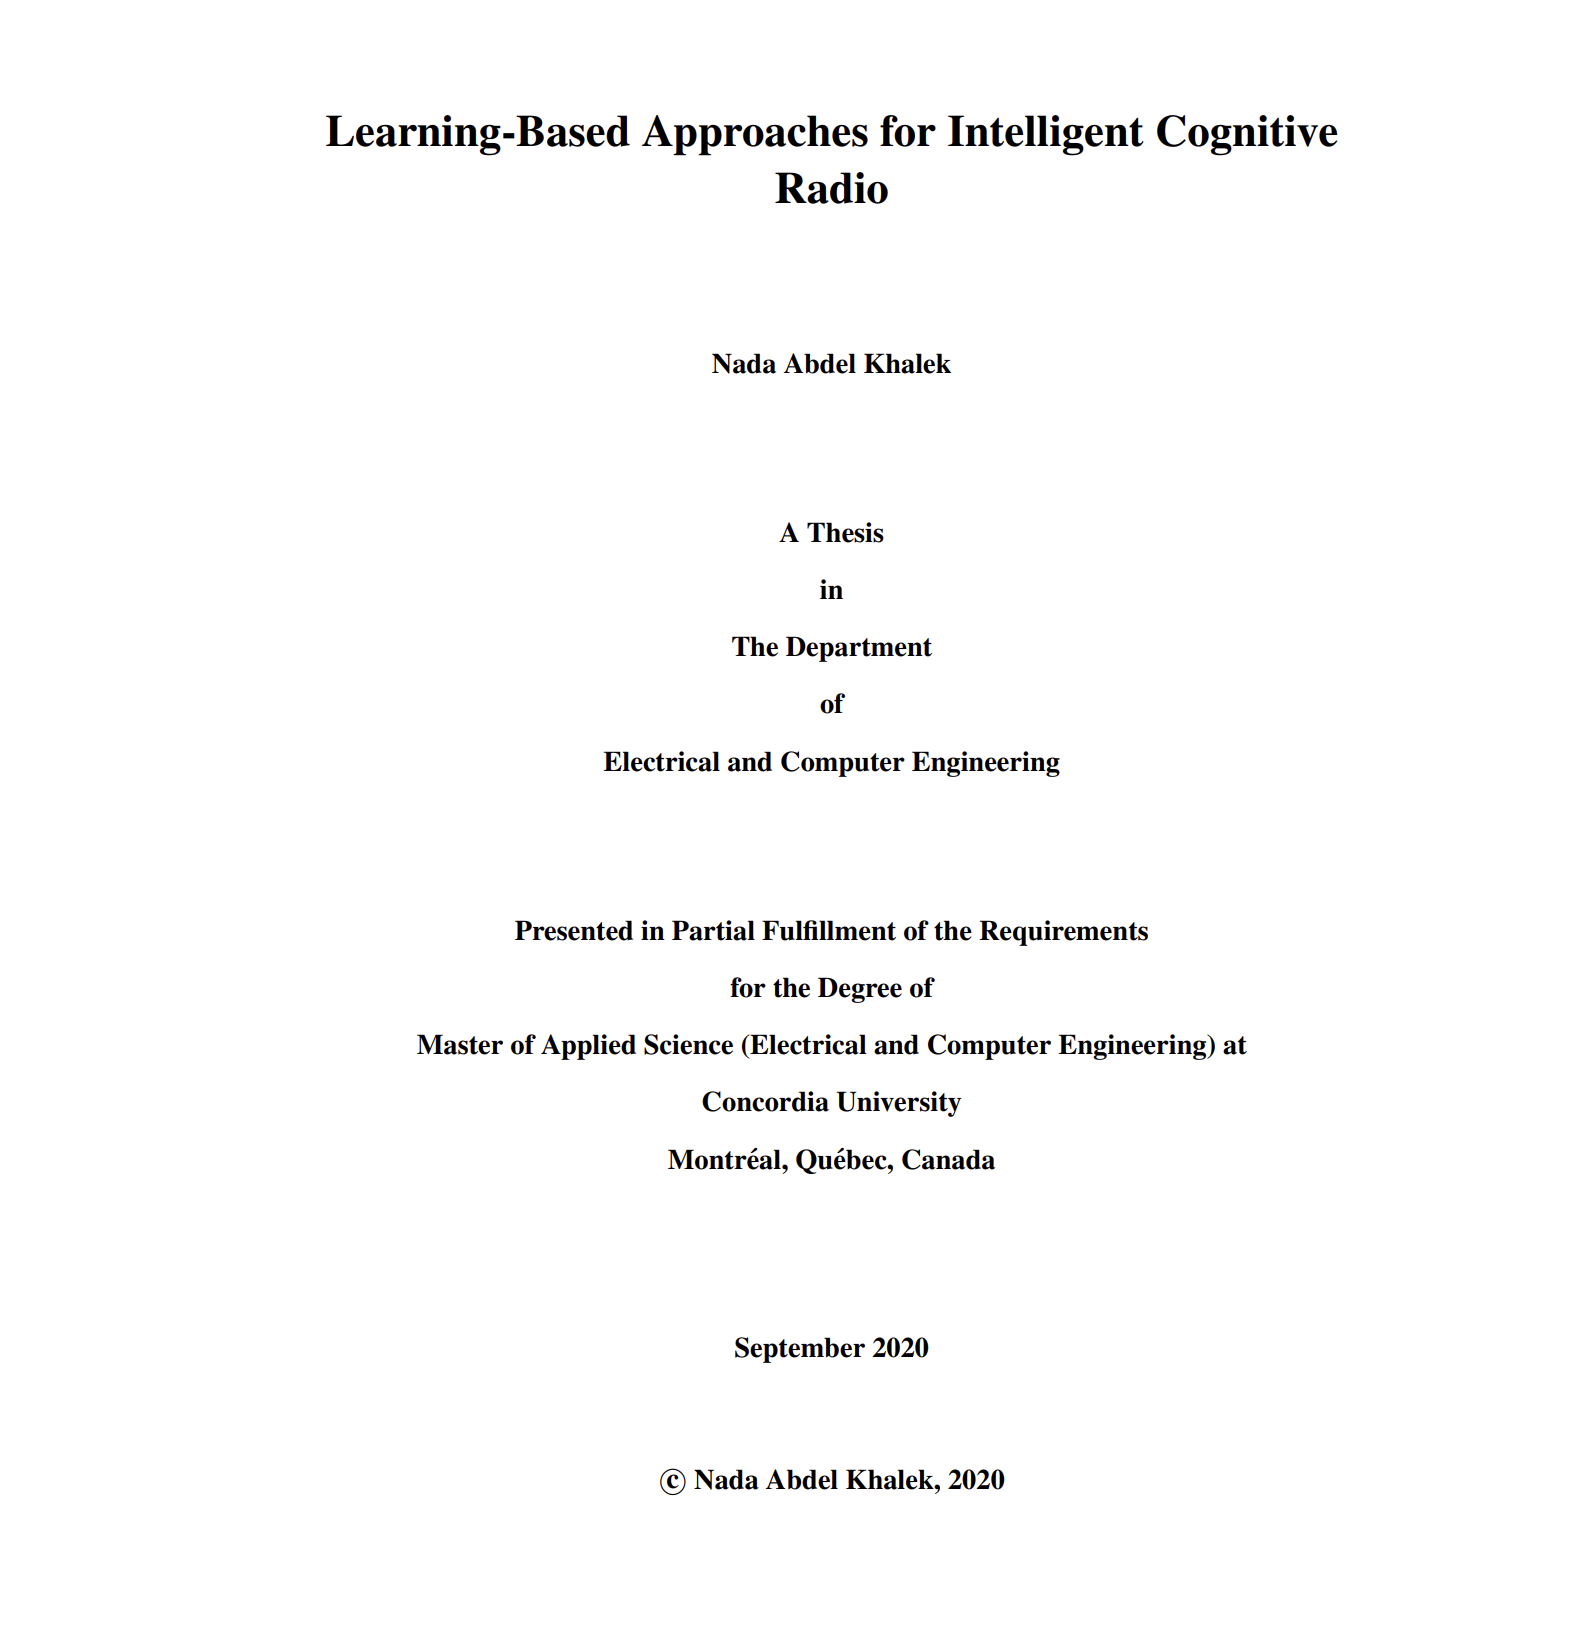 Learning-Based Approaches for Intelligent Cognitive
Radio
Nada Abdel Khalek
A Thesis
in
The Department
of
Electrical and Computer Engineering
Presented in Partial Fulfillment of the Requirements
for the Degree of
Master of Applied Science (Electrical and Computer Engineering) at
Concordia University
Montréal, Québec, Canada
September 2020
© Nada Abdel Khalek, 2020